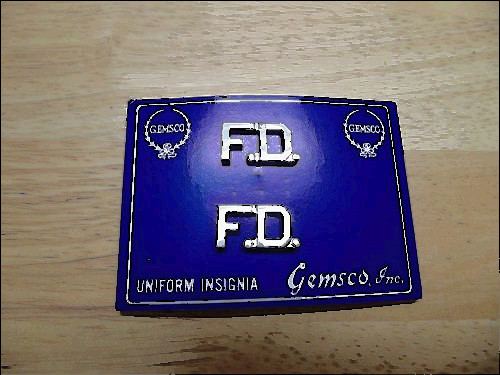 GEMSCO GEMSCO
F.D.
F.D.
UNIFORM INSIGNIA Gemsco, Inc.